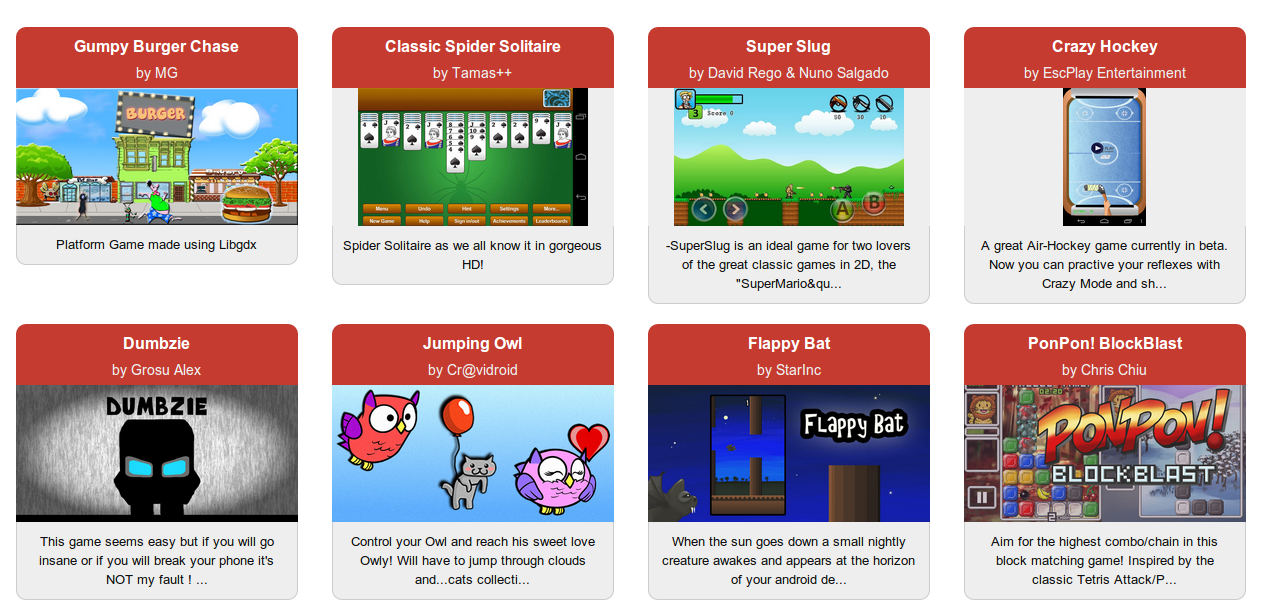 Gumpy Burger Chase
by MG
BURGER
Platform Game made using Libgdx
Classic Spider Solitaire
by Tamas++
Menu Undo Hint Settings More...
New Game Help Sign in/out Achievements Leaderboards
Spider Solitaire as we all know it in gorgeous
HD!
Super Slug
by David Rego & Nuno Salgado
3 Score 0
50 30 10
A B
-SuperSlug is an ideal game for two lovers
of the great classic games in 2D, the
"SuperMario&qu...
Crazy Hockey
by EscPlay Entertainment
PLAY
A great Air-Hockey game currently in beta.
Now you can practive your reflexes with
Crazy Mode and sh...
Dumbzie
by Grosu Alex
DUMBZIE
This game seems easy but if you will go
insane or if you will break your phone it's
NOT my fault ! ...
Jumping Owl
by Cr@vidroid
Control your Owl and reach his sweet love
Owly! Will have to jump through clouds
and...cats collecti...
Flappy Bat
by StarInc
1
Flappy Bat
When the sun goes down a small nightly
creature awakes and appears at the horizon
of your android de...
PonPon! BlockBlast
by Chris Chiu
02:20
PONPON!
BLOCKBLAST
Aim for the highest combo/chain in this
block matching game! Inspired by the
classic Tetris Attack/P...